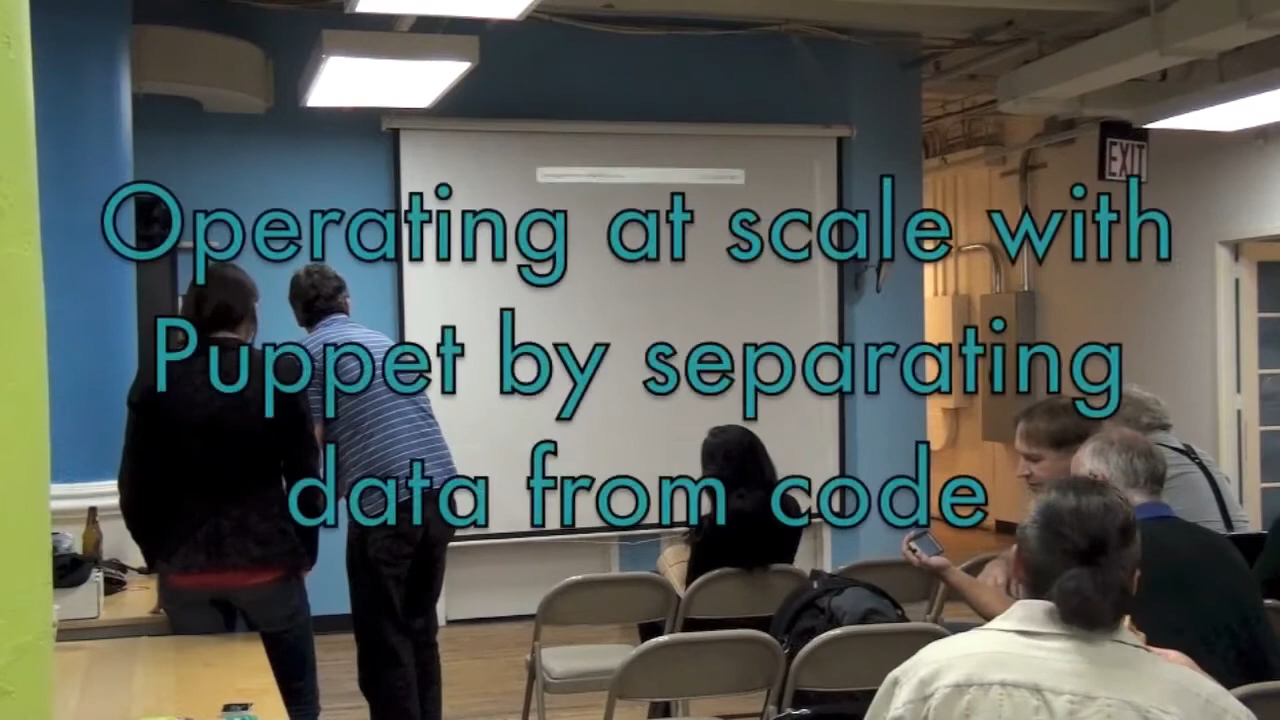 EXIT
Operating at scale with
Puppet by separating
data from code